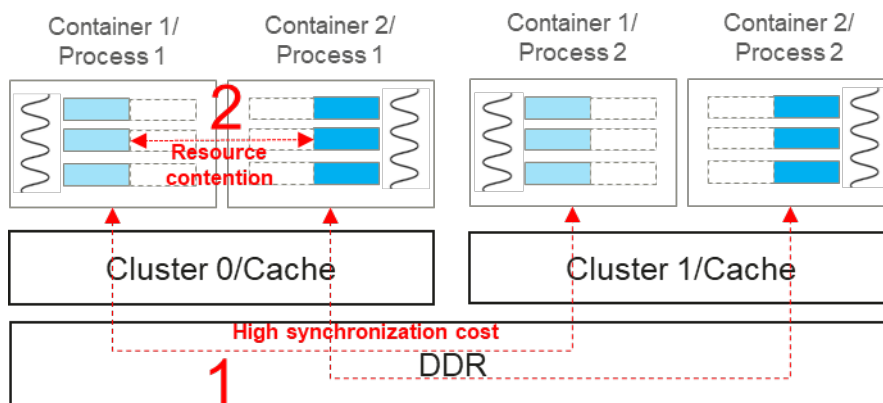 Container 1/
Process 1
Container 2/
Process 1
Container 1/
Process 2
Container 2/
Process 2
2
Resource
contention
Cluster 0/Cache
Cluster 1/Cache
High synchronization cost
DDR
1